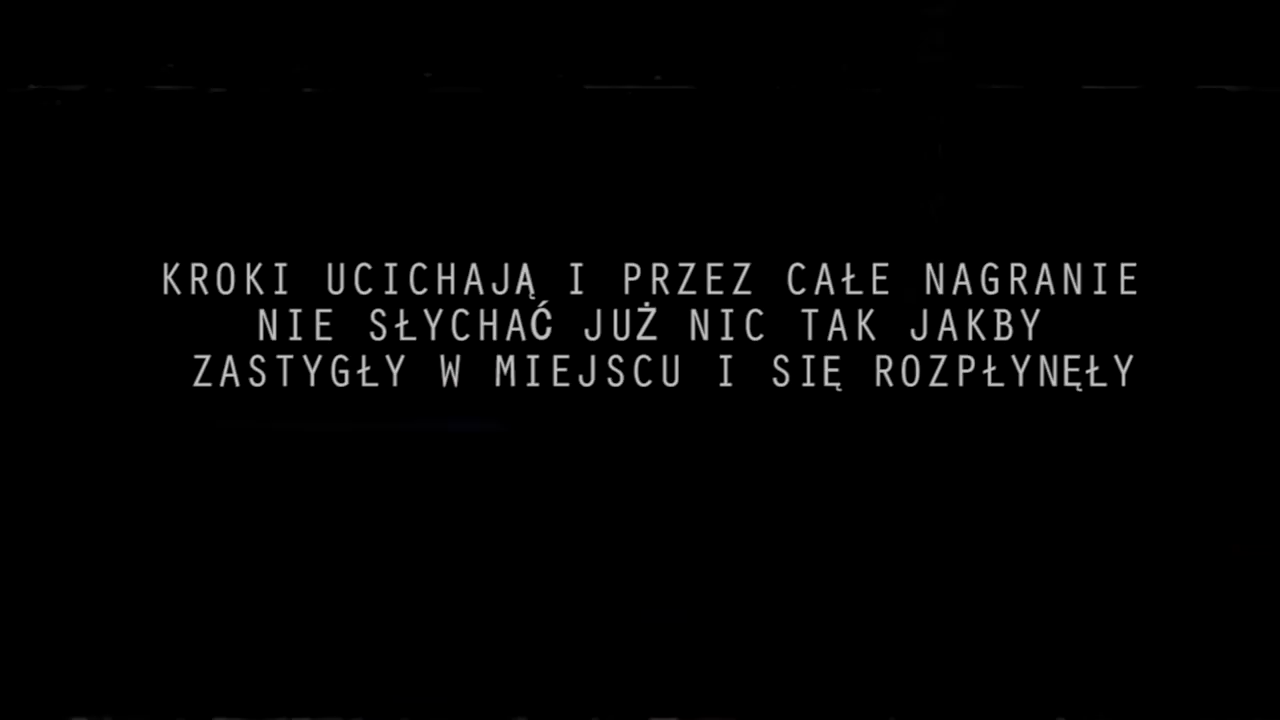 KROKI UCICHAJĄ I PRZEZ CAŁE NAGRANIE
NIE SŁYCHAĆ JUŻ NIC TAK JAKBY
ZASTYGŁY W MIEJSCU I SIĘ ROZPŁYNĘŁY